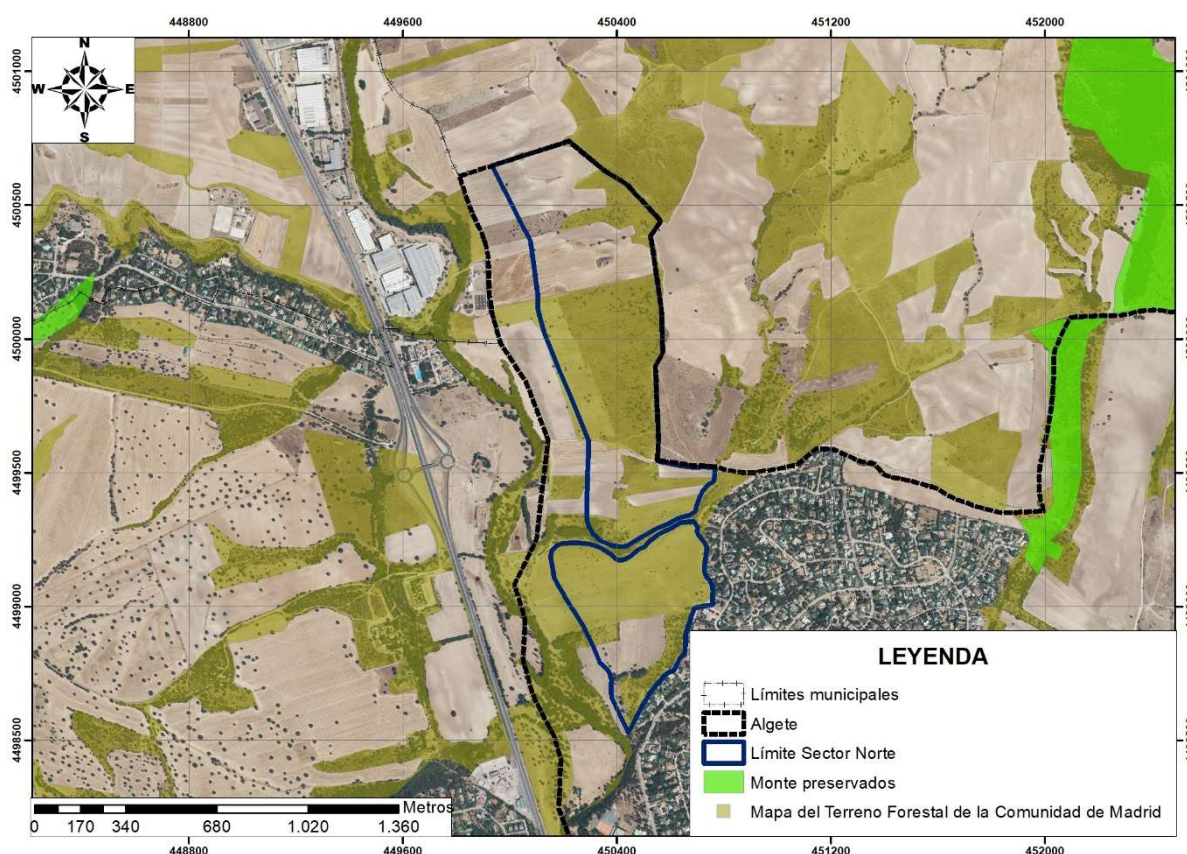 448800 449600 450400 451200 452000
N
W E
S
4501000
4500500
4500000
4499500
4499000
4498500
LEYENDA
Límites municipales
Algete
Límite Sector Norte
Monte preservados
Mapa del Terreno Forestal de la Comunidad de Madrid
Metros
0 170 340 680 1.020 1.360
448800 449600 450400 451200 452000